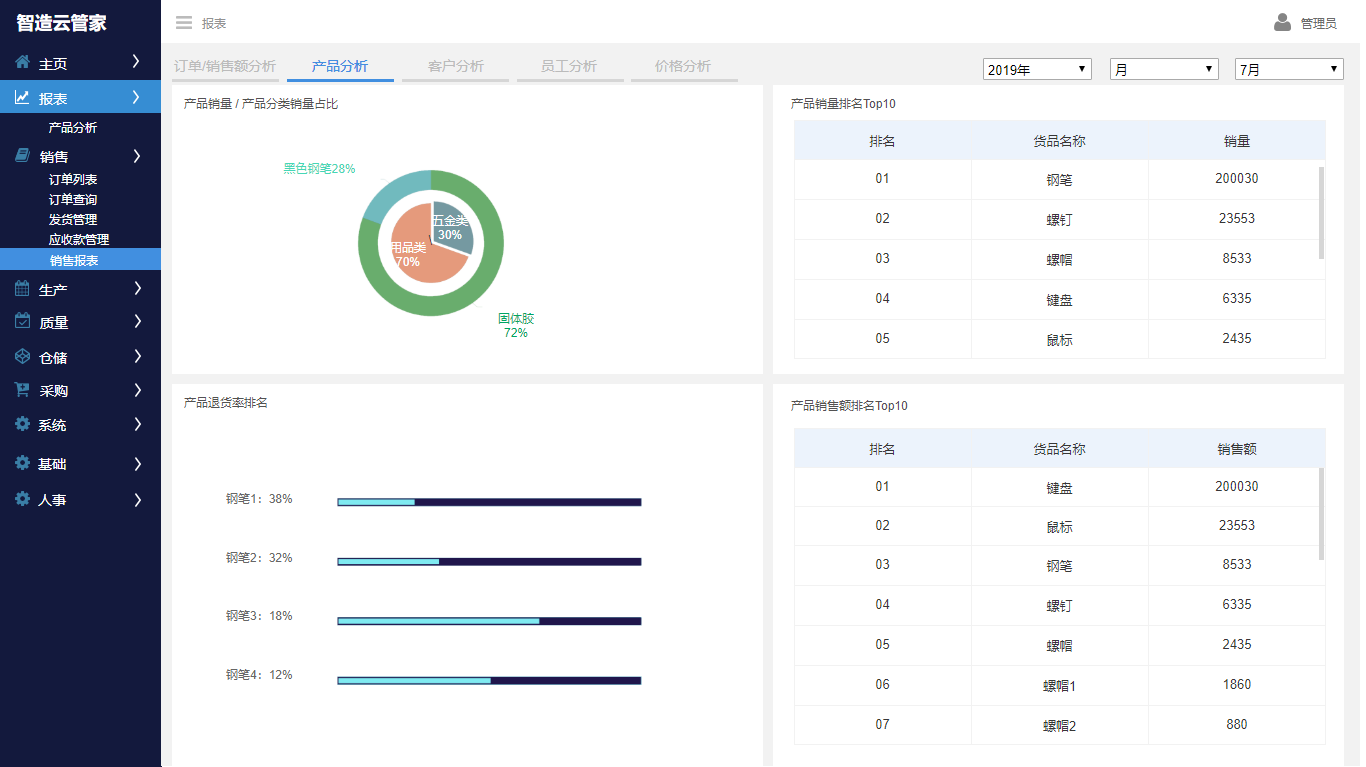 智造云管家
主页
报表
产品分析
销售
订单列表
订单查询
发货管理
应收款管理
销售报表
生产
质量
仓储
采购
系统
基础
人事
报表
管理员
订单/销售额分析 产品分析 客户分析 员工分析 价格分析
2019年 月 7月
产品销量 / 产品分类销量占比
黑色钢笔28%
五金类
30%
用品类
70%
固体胶
72%
产品销量排名Top10
排名 货品名称 销量
01 钢笔 200030
02 螺钉 23553
03 螺帽 8533
04 键盘 6335
05 鼠标 2435
产品退货率排名
钢笔1：38%
钢笔2：32%
钢笔3：18%
钢笔4：12%
产品销售额排名Top10
排名 货品名称 销售额
01 键盘 200030
02 鼠标 23553
03 钢笔 8533
04 螺钉 6335
05 螺帽 2435
06 螺帽1 1860
07 螺帽2 880